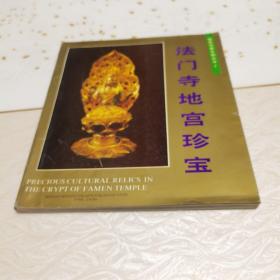 法门寺地宫珍宝
PRECIOUS CULTURAL RELICS IN
THE CRYPT OF FAMEN TEMPLE